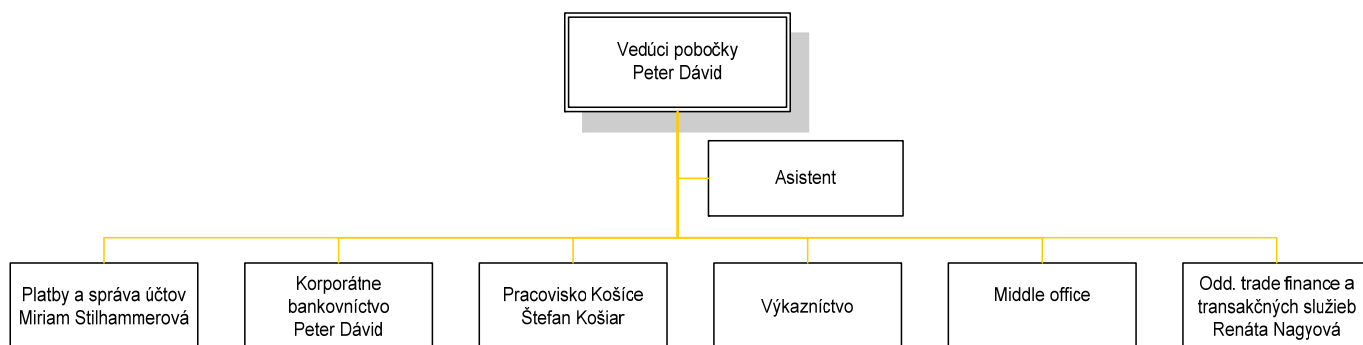 Vedúci pobočky
Peter Dávid
Asistent
Platby a správa účtov
Miriam Stilhammerová
Korporátne
bankovníctvo
Peter Dávid
Pracovisko Košíce
Štefan Košiar
Výkazníctvo
Middle office
Odd. trade finance a
transakčných služieb
Renáta Nagyová